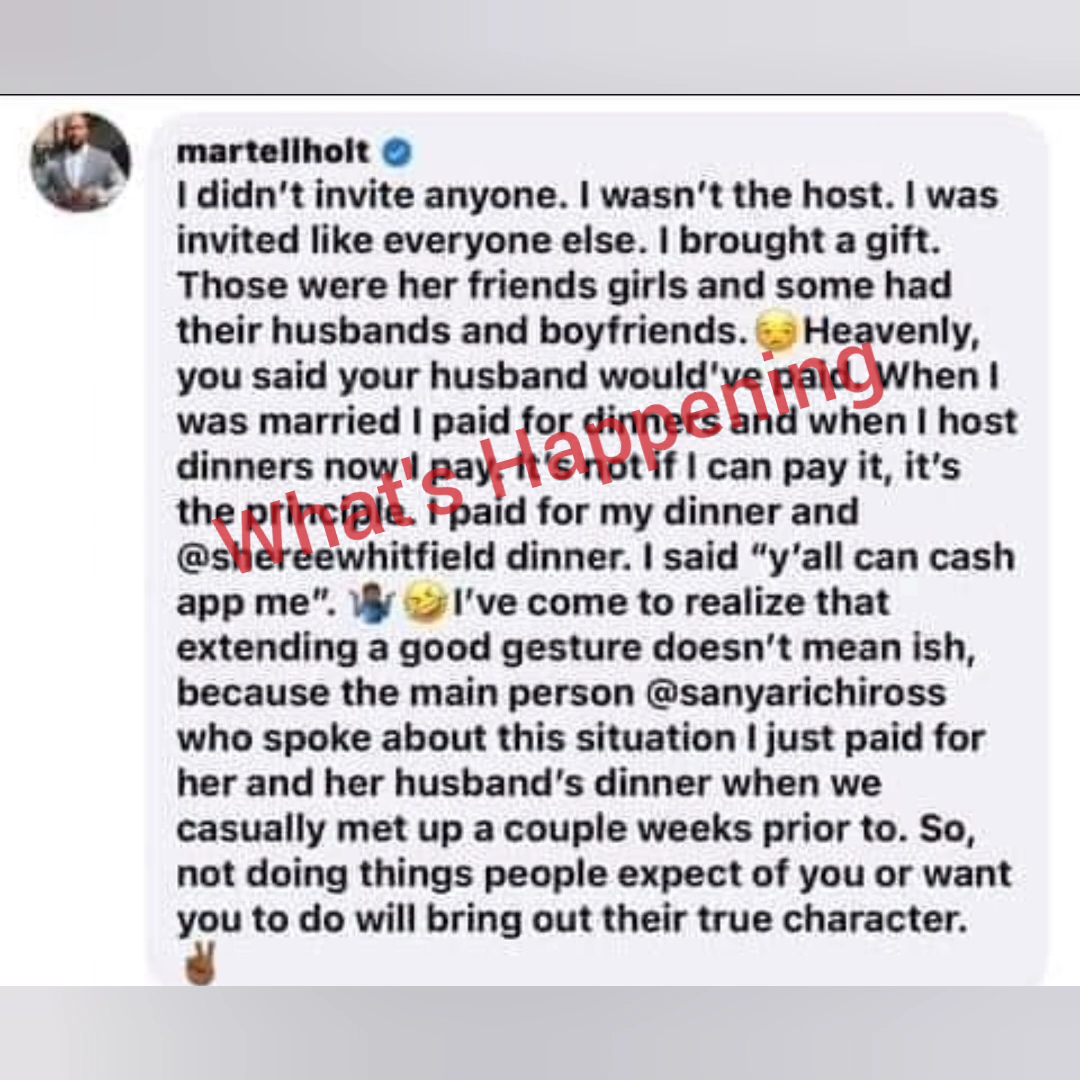 martellholt
I didn't invite anyone. I wasn't the host. I was
invited like everyone else. I brought a gift.
Those were her friends girls and some had
their husbands and boyfriends. 😒 Heavenly,
you said your husband would've paid. When I
was married I paid for dinners and when I host
dinners now I pay. It's not if I can pay it, it's
the principle. I paid for my dinner and
@shereewhitfield dinner. I said “y'all can cash
app me”. 🤷🏾‍♂️🤣 I've come to realize that
extending a good gesture doesn't mean ish,
because the main person @sanyarichiross
who spoke about this situation I just paid for
her and her husband's dinner when we
casually met up a couple weeks prior to. So,
not doing things people expect of you or want
you to do will bring out their true character.
✌🏾
What's Happening